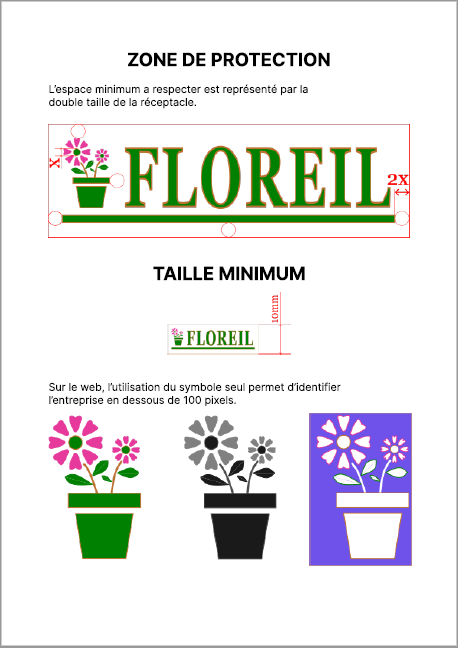 ZONE DE PROTECTION
L'espace minimum a respecter est représenté par la
double taille de la réceptacle.
X
FLOREIL
2X
TAILLE MINIMUM
10mm
FLOREIL
Sur le web, l'utilisation du symbole seul permet d'identifier
l'entreprise en dessous de 100 pixels.